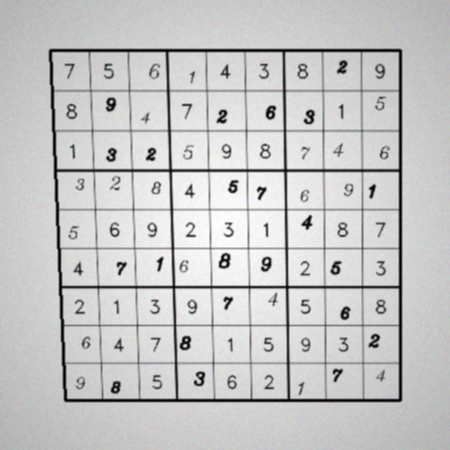 7 5 6 1 4 3 8 2 9
8 9 4 7 2 6 3 1 5
1 3 2 5 9 8 7 4 6
3 2 8 4 5 7 6 9 1
5 6 9 2 3 1 4 8 7
4 7 1 6 8 9 2 5 3
2 1 3 9 7 4 5 6 8
6 4 7 8 1 5 9 3 2
9 8 5 3 6 2 1 7 4